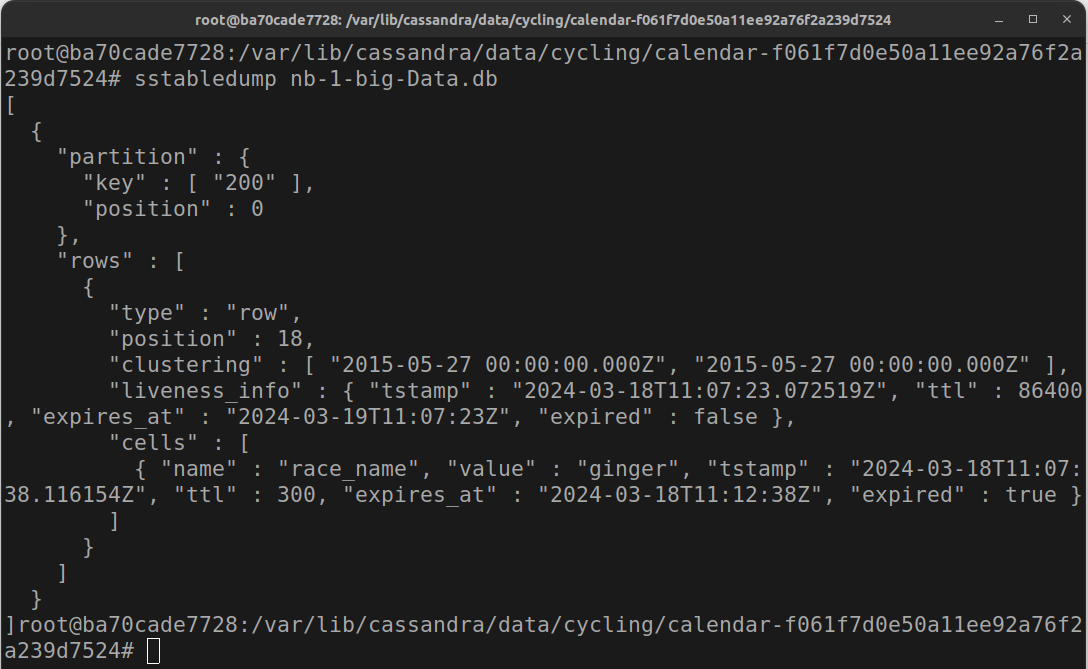 root@ba70cade7728: /var/lib/cassandra/data/cycling/calendar-f061f7d0e50a11ee92a76f2a239d7524
root@ba70cade7728:/var/lib/cassandra/data/cycling/calendar-f061f7d0e50a11ee92a76f2a
239d7524# sstabledump nb-1-big-Data.db
[
  {
    "partition" : {
      "key" : [ "200" ],
      "position" : 0
    },
    "rows" : [
      {
        "type" : "row",
        "position" : 18,
        "clustering" : [ "2015-05-27 00:00:00.000Z", "2015-05-27 00:00:00.000Z" ],
        "liveness_info" : { "tstamp" : "2024-03-18T11:07:23.072519Z", "ttl" : 86400
, "expires_at" : "2024-03-19T11:07:23Z", "expired" : false },
        "cells" : [
          { "name" : "race_name", "value" : "ginger", "tstamp" : "2024-03-18T11:07:
38.116154Z", "ttl" : 300, "expires_at" : "2024-03-18T11:12:38Z", "expired" : true }
        ]
      }
    ]
  }
]root@ba70cade7728:/var/lib/cassandra/data/cycling/calendar-f061f7d0e50a11ee92a76f2
a239d7524#